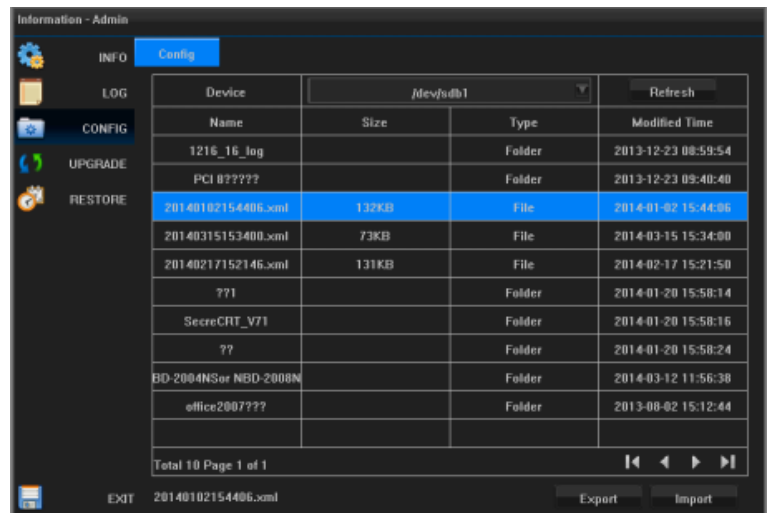 Information - Admin
INFO Config
LOG Device /dev/sdb1 Refresh
CONFIG Name Size Type Modified Time
1216_16_log Folder 2013-12-23 08:59:54
UPGRADE
PCI 8????? Folder 2013-12-23 09:40:40
RESTORE
20140102154406.xml 132KB File 2014-01-02 15:44:06
20140315153400.xml 73KB File 2014-03-15 15:34:00
20140217152146.xml 131KB File 2014-02-17 15:21:50
??1 Folder 2014-01-20 15:58:14
SecreCRT_V71 Folder 2014-01-20 15:58:16
?? Folder 2014-01-20 15:58:24
BD-2004NSor NBD-2008N Folder 2014-03-12 11:56:38
office2007??? Folder 2013-08-02 15:12:44
Total 10 Page 1 of 1
EXIT 20140102154406.xml Export Import